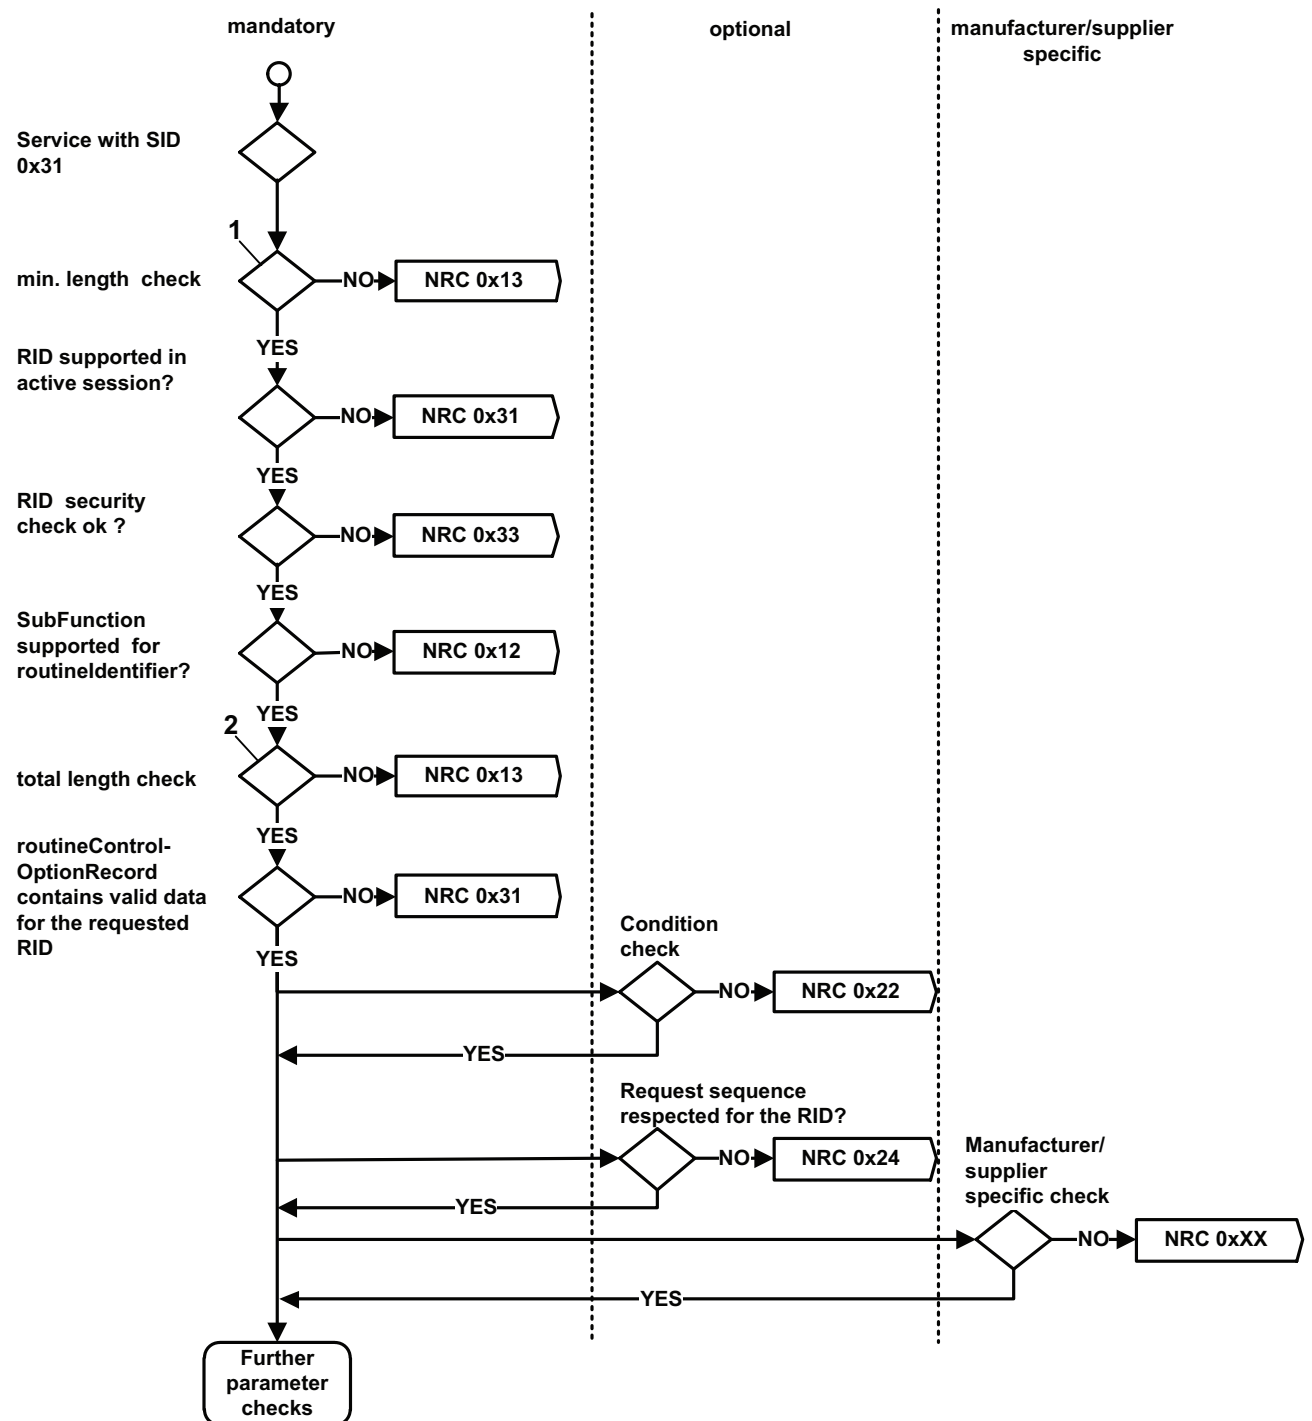 mandatory
optional
manufacturer/supplier
specific
Service with SID
0x31
1
min. length check
NO
NRC 0x13
YES
RID supported in
active session?
NO
NRC 0x31
YES
RID security
check ok ?
NO
NRC 0x33
YES
SubFunction
supported for
routineIdentifier?
NO
NRC 0x12
YES
2
total length check
NO
NRC 0x13
YES
routineControl-
OptionRecord
contains valid data
for the requested
RID
NO
NRC 0x31
YES
Condition
check
NO
NRC 0x22
YES
Request sequence
respected for the RID?
NO
NRC 0x24
YES
Manufacturer/
supplier
specific check
NO
NRC 0xXX
YES
Further
parameter
checks